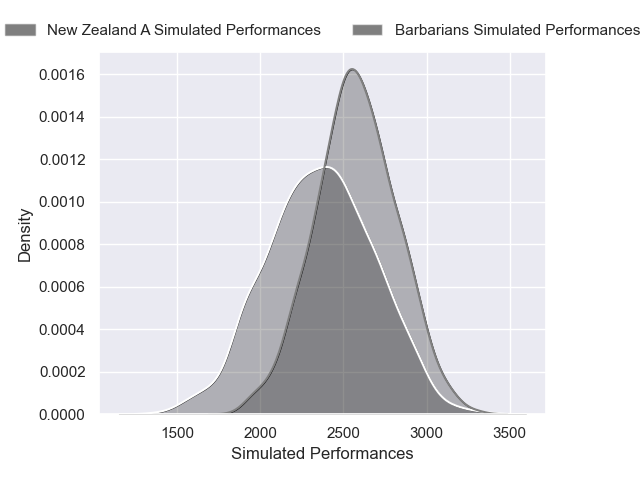 New Zealand A Simulated Performances
Barbarians Simulated Performances
0.0016
0.0014
0.0012
0.0010
0.0008
0.0006
0.0004
0.0002
0.0000
Density
1500 2000 2500 3000 3500
Simulated Performances